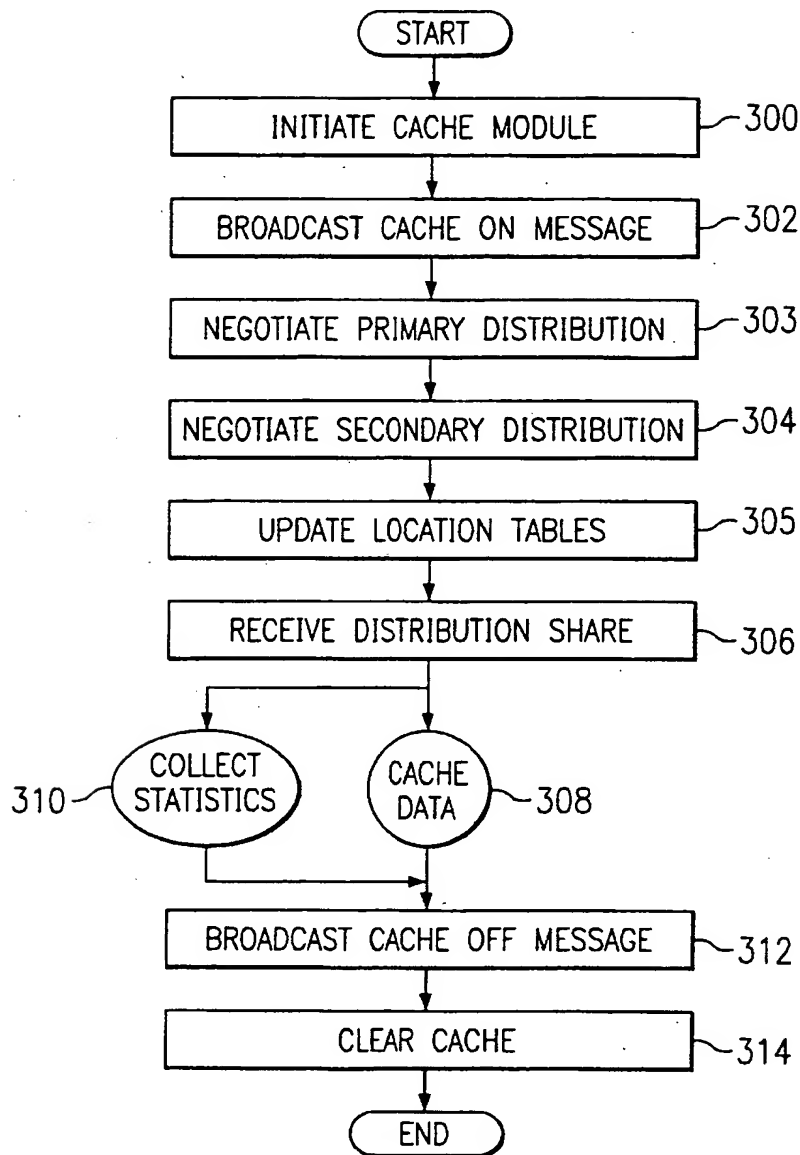 START
INITIATE CACHE MODULE
300
BROADCAST CACHE ON MESSAGE
302
NEGOTIATE PRIMARY DISTRIBUTION
303
NEGOTIATE SECONDARY DISTRIBUTION
304
UPDATE LOCATION TABLES
305
RECEIVE DISTRIBUTION SHARE
306
310
COLLECT
STATISTICS
CACHE
DATA
308
BROADCAST CACHE OFF MESSAGE
312
CLEAR CACHE
314
END